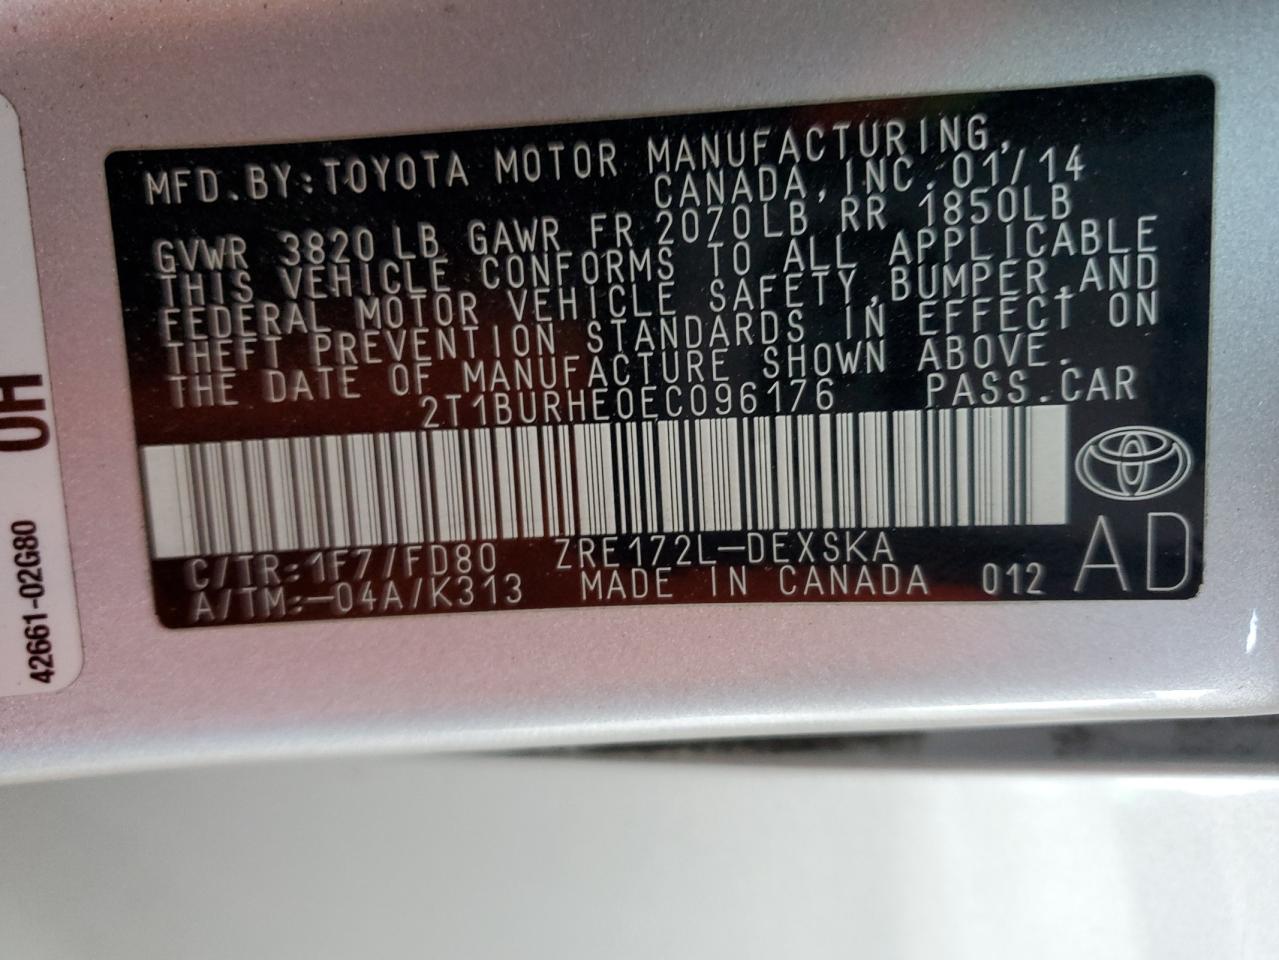 MFD.BY:TOYOTA MOTOR MANUFACTURING,
CANADA,INC.01/14
GVWR 3820LB GAWR FR 2070LB RR 1850LB
THIS VEHICLE CONFORMS TO ALL APPLICABLE
FEDERAL MOTOR VEHICLE SAFETY,BUMPER,AND
THEFT PREVENTION STANDARDS IN EFFECT ON
THE DATE OF MANUFACTURE SHOWN ABOVE.
2T1BURHE0EC096176 PASS.CAR
C/TR:1F7/FD80 ZRE172L-DEXSKA
A/TM:-04A/K313 MADE IN CANADA 012 AD
42661-02G80